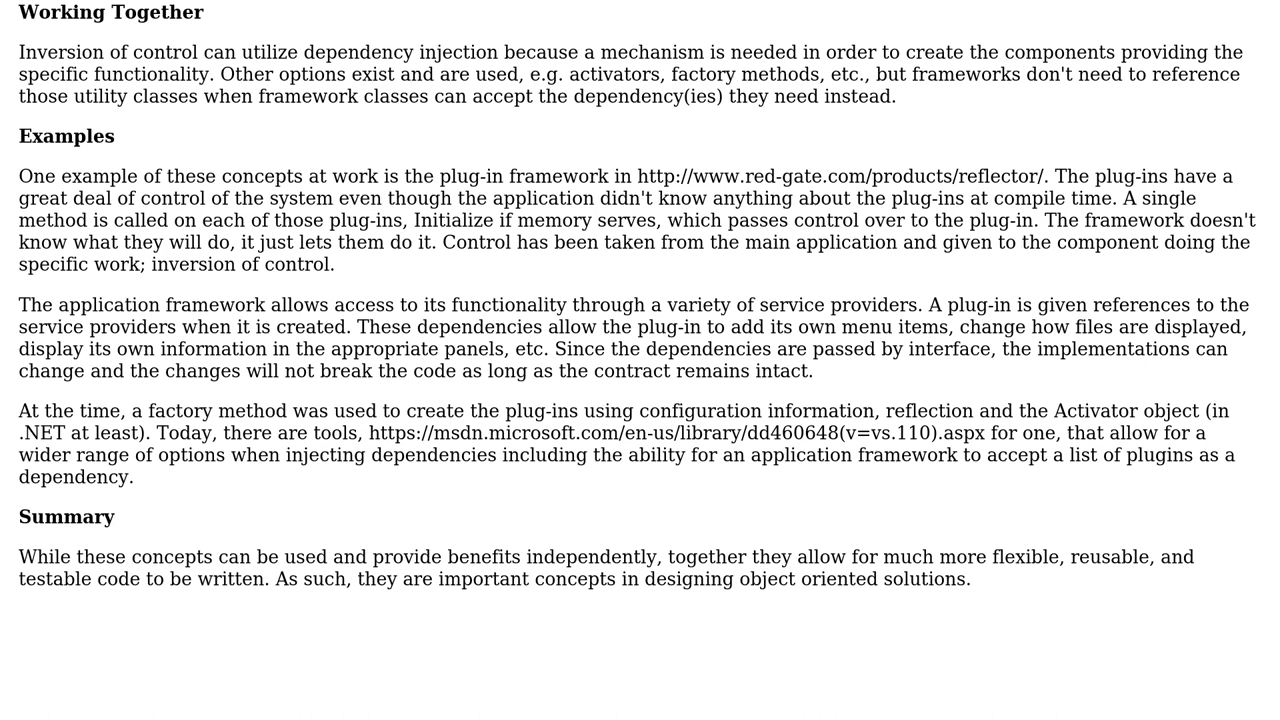 Working Together
Inversion of control can utilize dependency injection because a mechanism is needed in order to create the components providing the
specific functionality. Other options exist and are used, e.g. activators, factory methods, etc., but frameworks don't need to reference
those utility classes when framework classes can accept the dependency(ies) they need instead.
Examples
One example of these concepts at work is the plug-in framework in http://www.red-gate.com/products/reflector/. The plug-ins have a
great deal of control of the system even though the application didn't know anything about the plug-ins at compile time. A single
method is called on each of those plug-ins, Initialize if memory serves, which passes control over to the plug-in. The framework doesn't
know what they will do, it just lets them do it. Control has been taken from the main application and given to the component doing the
specific work; inversion of control.
The application framework allows access to its functionality through a variety of service providers. A plug-in is given references to the
service providers when it is created. These dependencies allow the plug-in to add its own menu items, change how files are displayed,
display its own information in the appropriate panels, etc. Since the dependencies are passed by interface, the implementations can
change and the changes will not break the code as long as the contract remains intact.
At the time, a factory method was used to create the plug-ins using configuration information, reflection and the Activator object (in
.NET at least). Today, there are tools, https://msdn.microsoft.com/en-us/library/dd460648(v=vs.110).aspx for one, that allow for a
wider range of options when injecting dependencies including the ability for an application framework to accept a list of plugins as a
dependency.
Summary
While these concepts can be used and provide benefits independently, together they allow for much more flexible, reusable, and
testable code to be written. As such, they are important concepts in designing object oriented solutions.